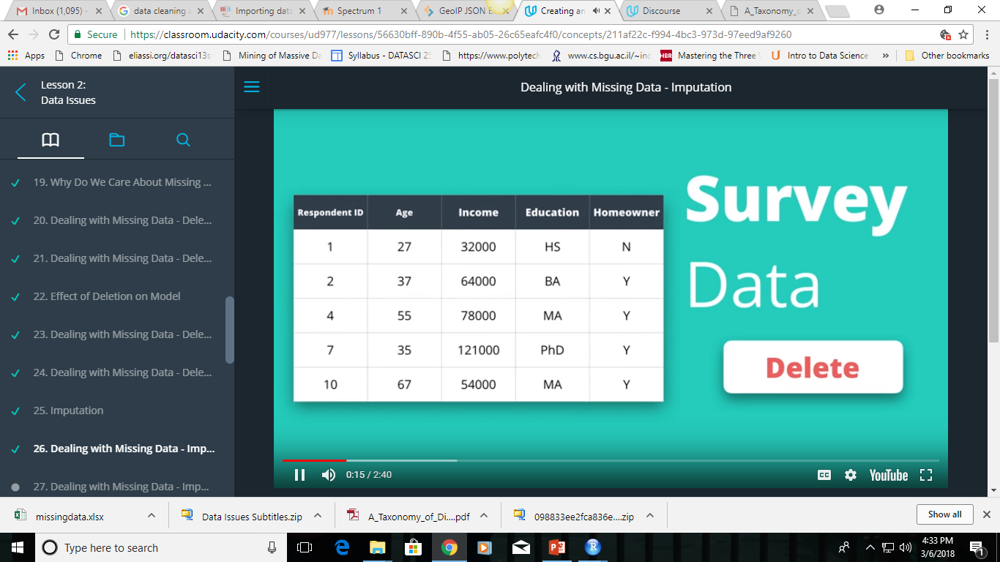 Inbox (1,095) -
data cleaning
Importing data
Spectrum 1
GeoIP JSON
Creating an
Discourse
A_Taxonomy_
Secure
https://classroom.udacity.com/courses/ud977/lessons/56630bff-890b-4f55-ab05-26c65eafc4f0/concepts/211af22c-f994-4bc3-973d-97eed9af9260
Apps
Chrome
eliassi.org/datasci13s
Mining of Massive Da
Syllabus - DATASCI 25
https://www.polytech
www.cs.bgu.ac.il/~inc
HBR
Mastering the Three
Intro to Data Science
»
Other bookmarks
Lesson 2:
Data Issues
19. Why Do We Care About Missing ...
20. Dealing with Missing Data - Dele...
21. Dealing with Missing Data - Dele...
22. Effect of Deletion on Model
23. Dealing with Missing Data - Dele...
24. Dealing with Missing Data - Dele...
25. Imputation
26. Dealing with Missing Data - Imp...
27. Dealing with Missing Data - Imp...
Dealing with Missing Data - Imputation
Respondent ID Age Income Education Homeowner
1 27 32000 HS N
2 37 64000 BA Y
4 55 78000 MA Y
7 35 121000 PhD Y
10 67 54000 MA Y
Survey
Data
Delete
0:15 / 2:40
CC
YouTube
missingdata.xlsx
Data Issues Subtitles.zip
A_Taxonomy_of_Di....pdf
098833ee2fca836e....zip
Show all
Type here to search
4:33 PM
3/6/2018
1